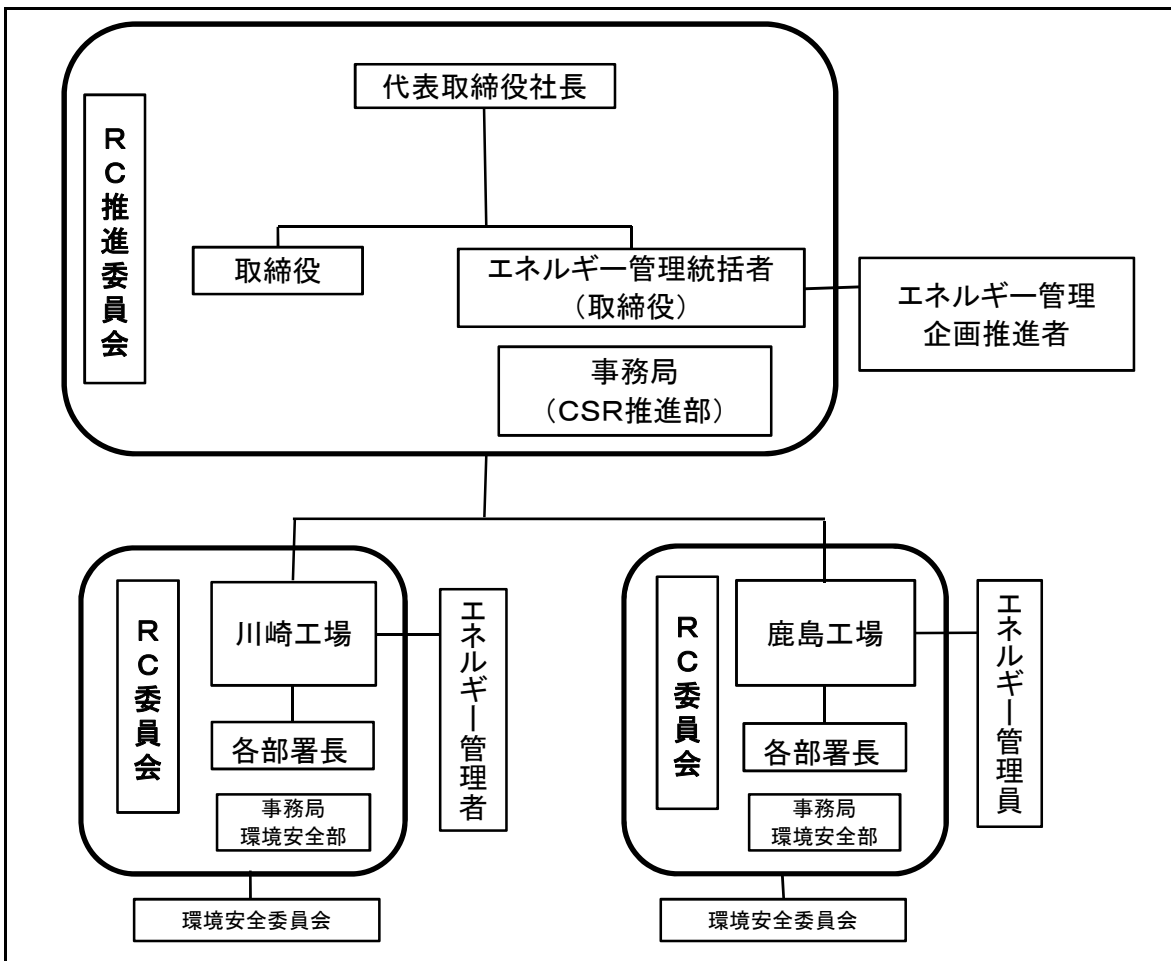 代表取締役社長
RC推進委員会
取締役
エネルギー管理統括者
（取締役）
エネルギー管理
企画推進者
事務局
（CSR推進部）
RC委員会
川崎工場
エネルギー管理者
各部署長
事務局
環境安全部
環境安全委員会
RC委員会
鹿島工場
エネルギー管理員
各部署長
事務局
環境安全部
環境安全委員会